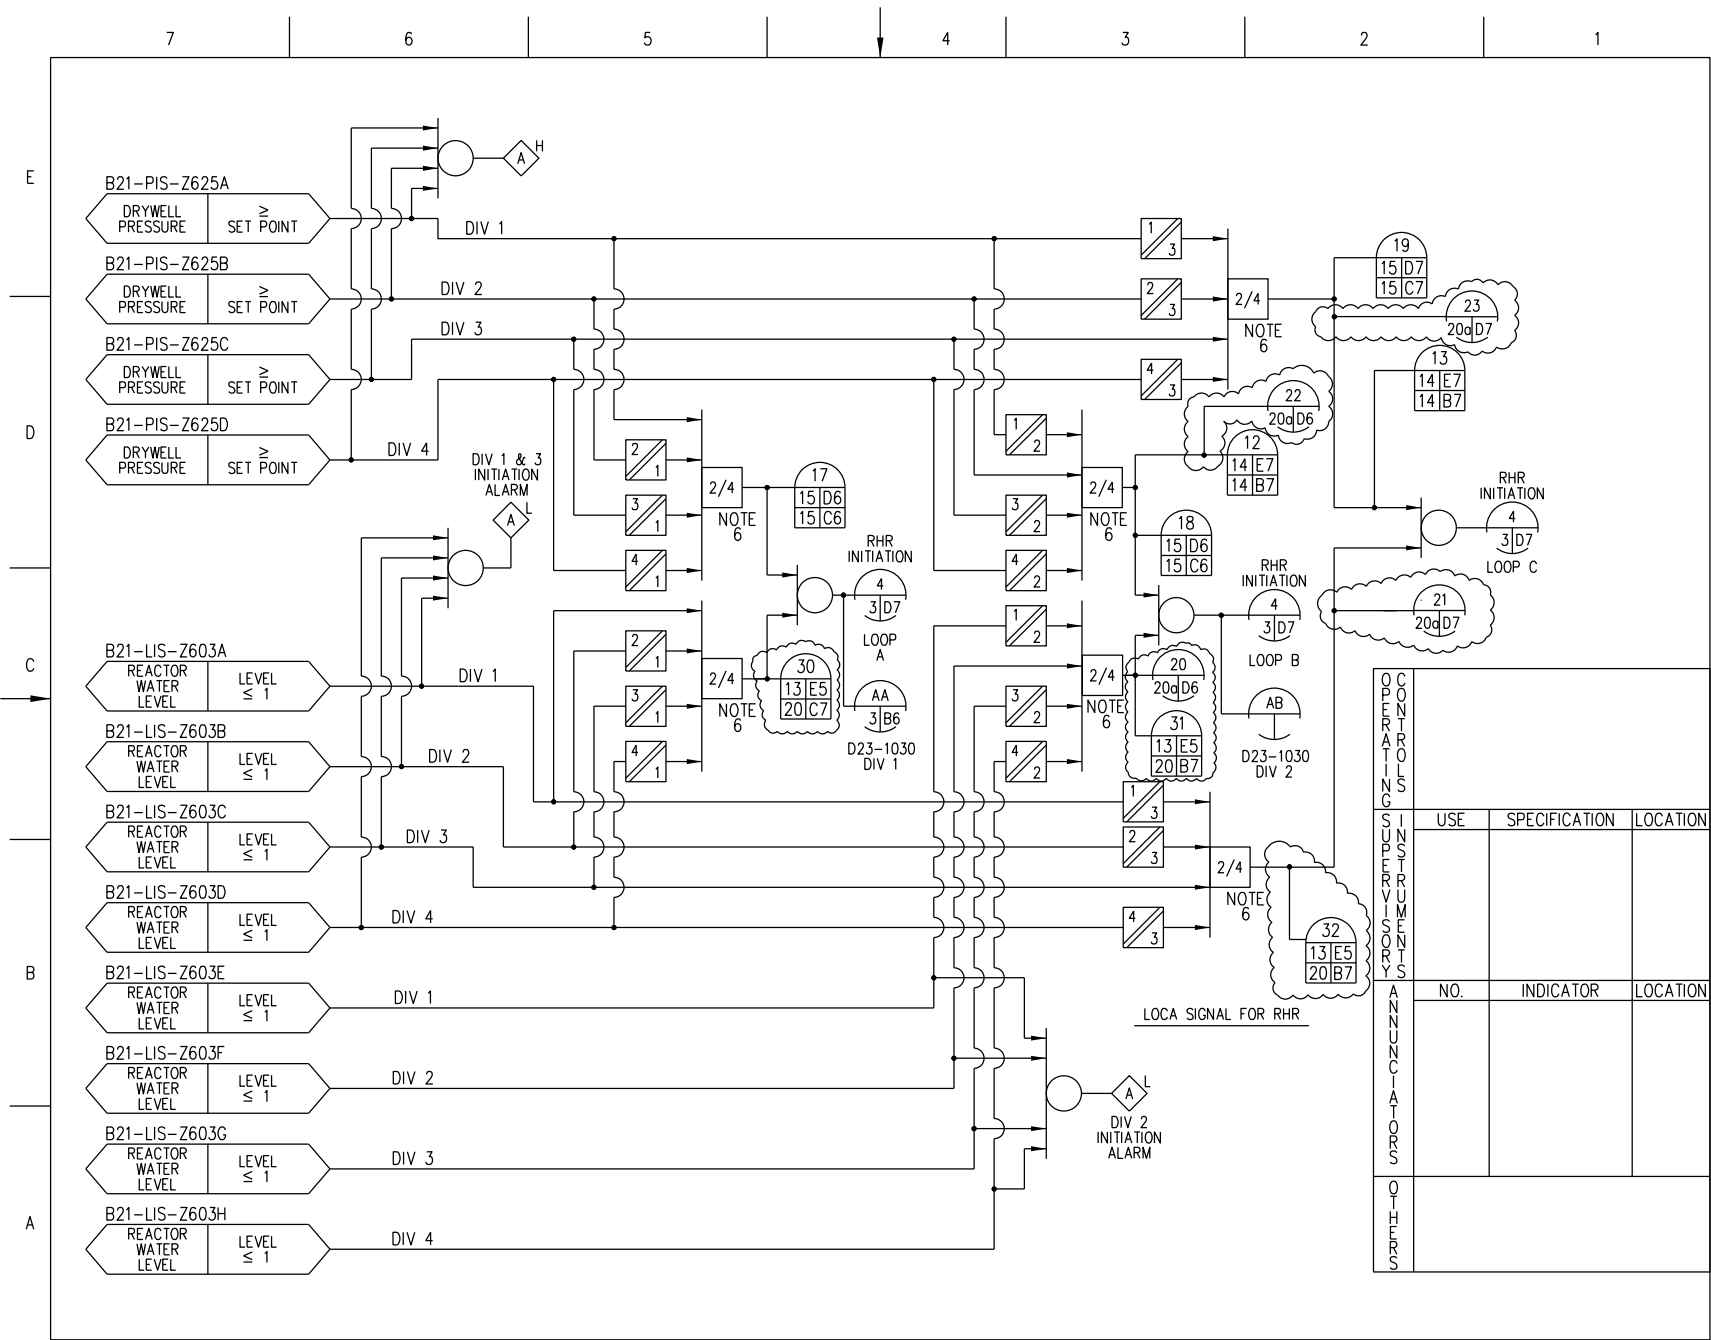 7 6 5 4 3 2 1
E
D
C
B
A
B21-PIS-Z625A
DRYWELL
PRESSURE
≥
SET POINT
B21-PIS-Z625B
DRYWELL
PRESSURE
≥
SET POINT
B21-PIS-Z625C
DRYWELL
PRESSURE
≥
SET POINT
B21-PIS-Z625D
DRYWELL
PRESSURE
≥
SET POINT
A H
DIV 1
DIV 2
DIV 3
DIV 4
DIV 1 & 3
INITIATION
ALARM
A L
B21-LIS-Z603A
REACTOR
WATER
LEVEL
LEVEL
≤ 1
DIV 1
B21-LIS-Z603B
REACTOR
WATER
LEVEL
LEVEL
≤ 1
DIV 2
B21-LIS-Z603C
REACTOR
WATER
LEVEL
LEVEL
≤ 1
DIV 3
B21-LIS-Z603D
REACTOR
WATER
LEVEL
LEVEL
≤ 1
DIV 4
B21-LIS-Z603E
REACTOR
WATER
LEVEL
LEVEL
≤ 1
DIV 1
B21-LIS-Z603F
REACTOR
WATER
LEVEL
LEVEL
≤ 1
DIV 2
B21-LIS-Z603G
REACTOR
WATER
LEVEL
LEVEL
≤ 1
DIV 3
B21-LIS-Z603H
REACTOR
WATER
LEVEL
LEVEL
≤ 1
DIV 4
2 1
3 1
4 1
2/4
NOTE
6
17
15 D6
15 C6
2 1
3 1
4 1
2/4
NOTE
6
30
13 E5
20 C7
RHR
INITIATION
4
3 D7
LOOP
A
AA
3 B6
D23-1030
DIV 1
1 3
2 3
4 3
2/4
NOTE
6
19
15 D7
15 C7
23
20a D7
13
14 E7
14 B7
22
20a D6
12
14 E7
14 B7
1 2
3 2
4 2
2/4
NOTE
6
18
15 D6
15 C6
1 2
3 2
4 2
2/4
NOTE
6
20
20a D6
31
13 E5
20 B7
RHR
INITIATION
4
3 D7
LOOP B
AB
D23-1030
DIV 2
RHR
INITIATION
4
3 D7
LOOP C
21
20a D7
1 3
2 3
4 3
2/4
NOTE
6
32
13 E5
20 B7
LOCA SIGNAL FOR RHR
A L
DIV 2
INITIATION
ALARM
OPERATING
CONTROLS
SUPERVISORY
INSTRUMENTS
USE SPECIFICATION LOCATION
ANNUNCIATORS
NO. INDICATOR LOCATION
OTHERS